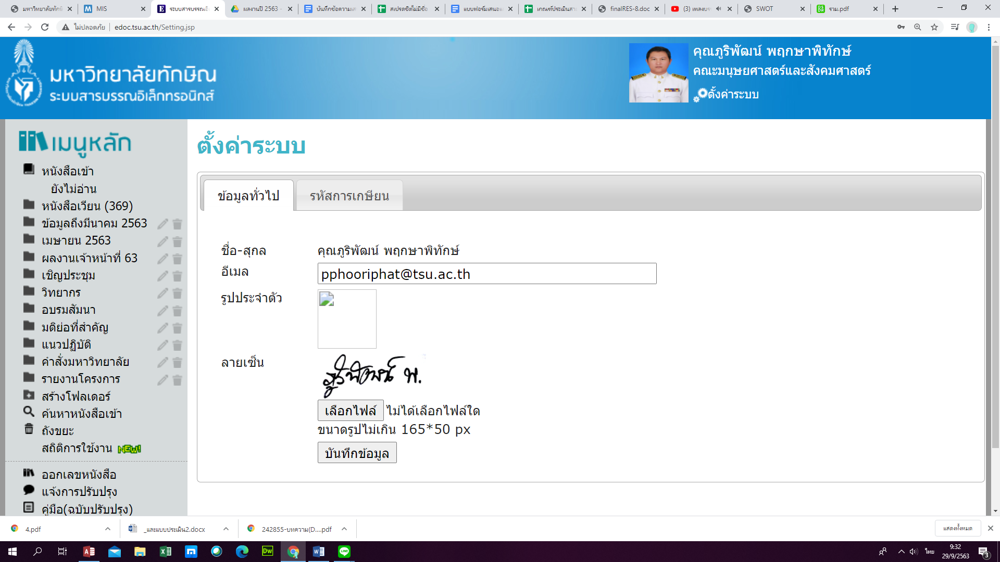 มหาวิทยาลัยทักษิ
MIS
ระบบสารบรรณอิ
ผลงานปี 2563 -
บันทึกข้อความเส
สเปรดชีตไม่มีชื่อ
แบบฟอร์มเสนอแ
เกณฑ์ประเมินสา
finalRES-8.doc
(3) เพลงบร
SWOT
รวม.pdf
ไม่ปลอดภัย
edoc.tsu.ac.th/Setting.jsp
มหาวิทยาลัยทักษิณ
ระบบสารบรรณอิเล็กทรอนิกส์
คุณภูริพัฒน์ พฤกษาพิทักษ์
คณะมนุษยศาสตร์และสังคมศาสตร์
ตั้งค่าระบบ
เมนูหลัก
หนังสือเข้า
ยังไม่อ่าน
หนังสือเวียน (369)
ข้อมูลถึงมีนาคม 2563
เมษายน 2563
ผลงานเจ้าหน้าที่ 63
เชิญประชุม
วิทยากร
อบรมสัมนา
มติย่อที่สำคัญ
แนวปฏิบัติ
คำสั่งมหาวิทยาลัย
รายงานโครงการ
สร้างโฟลเดอร์
ค้นหาหนังสือเข้า
ถังขยะ
สถิติการใช้งาน NEW!
ออกเลขหนังสือ
แจ้งการปรับปรุง
คู่มือ(ฉบับปรับปรุง)
ตั้งค่าระบบ
ข้อมูลทั่วไป
รหัสการเกษียน
ชื่อ-สุกล
คุณภูริพัฒน์ พฤกษาพิทักษ์
อีเมล
pphooriphat@tsu.ac.th
รูปประจำตัว
ลายเซ็น
ภูริพัฒน์ พ.
เลือกไฟล์ ไม่ได้เลือกไฟล์ใด
ขนาดรูปไม่เกิน 165*50 px
บันทึกข้อมูล
4.pdf
_และแบบประเมิน2.docx
242855-บทความ(D....pdf
แสดงทั้งหมด
Dw
LINE
ไทย
9:32
29/9/2563
3